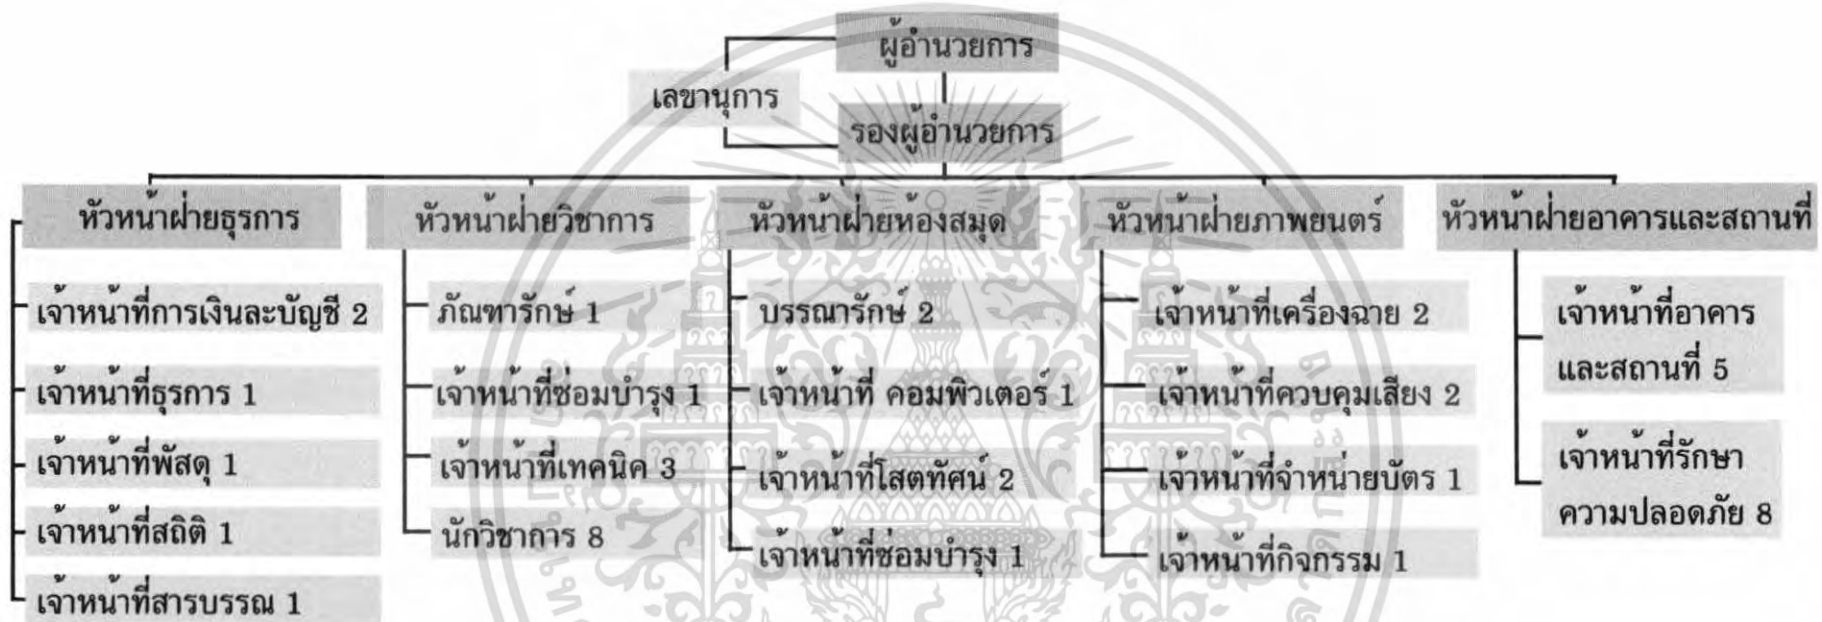 ผู้อำนวยการ
เลขานุการ
รองผู้อำนวยการ
หัวหน้าฝ่ายธุรการ
เจ้าหน้าที่การเงินละบัญชี 2
เจ้าหน้าที่ธุรการ 1
เจ้าหน้าที่พัสดุ 1
เจ้าหน้าที่สถิติ 1
เจ้าหน้าที่สารบรรณ 1
หัวหน้าฝ่ายวิชาการ
ภัณฑารักษ์ 1
เจ้าหน้าที่ซ่อมบำรุง 1
เจ้าหน้าที่เทคนิค 3
นักวิชาการ 8
หัวหน้าฝ่ายห้องสมุด
บรรณารักษ์ 2
เจ้าหน้าที่ คอมพิวเตอร์ 1
เจ้าหน้าที่โสตทัศน์ 2
เจ้าหน้าที่ซ่อมบำรุง 1
หัวหน้าฝ่ายภาพยนตร์
เจ้าหน้าที่เครื่องฉาย 2
เจ้าหน้าที่ควบคุมเสียง 2
เจ้าหน้าที่จำหน่ายบัตร 1
เจ้าหน้าที่กิจกรรม 1
หัวหน้าฝ่ายอาคารและสถานที่
เจ้าหน้าที่อาคาร
และสถานที่ 5
เจ้าหน้าที่รักษา
ความปลอดภัย 8